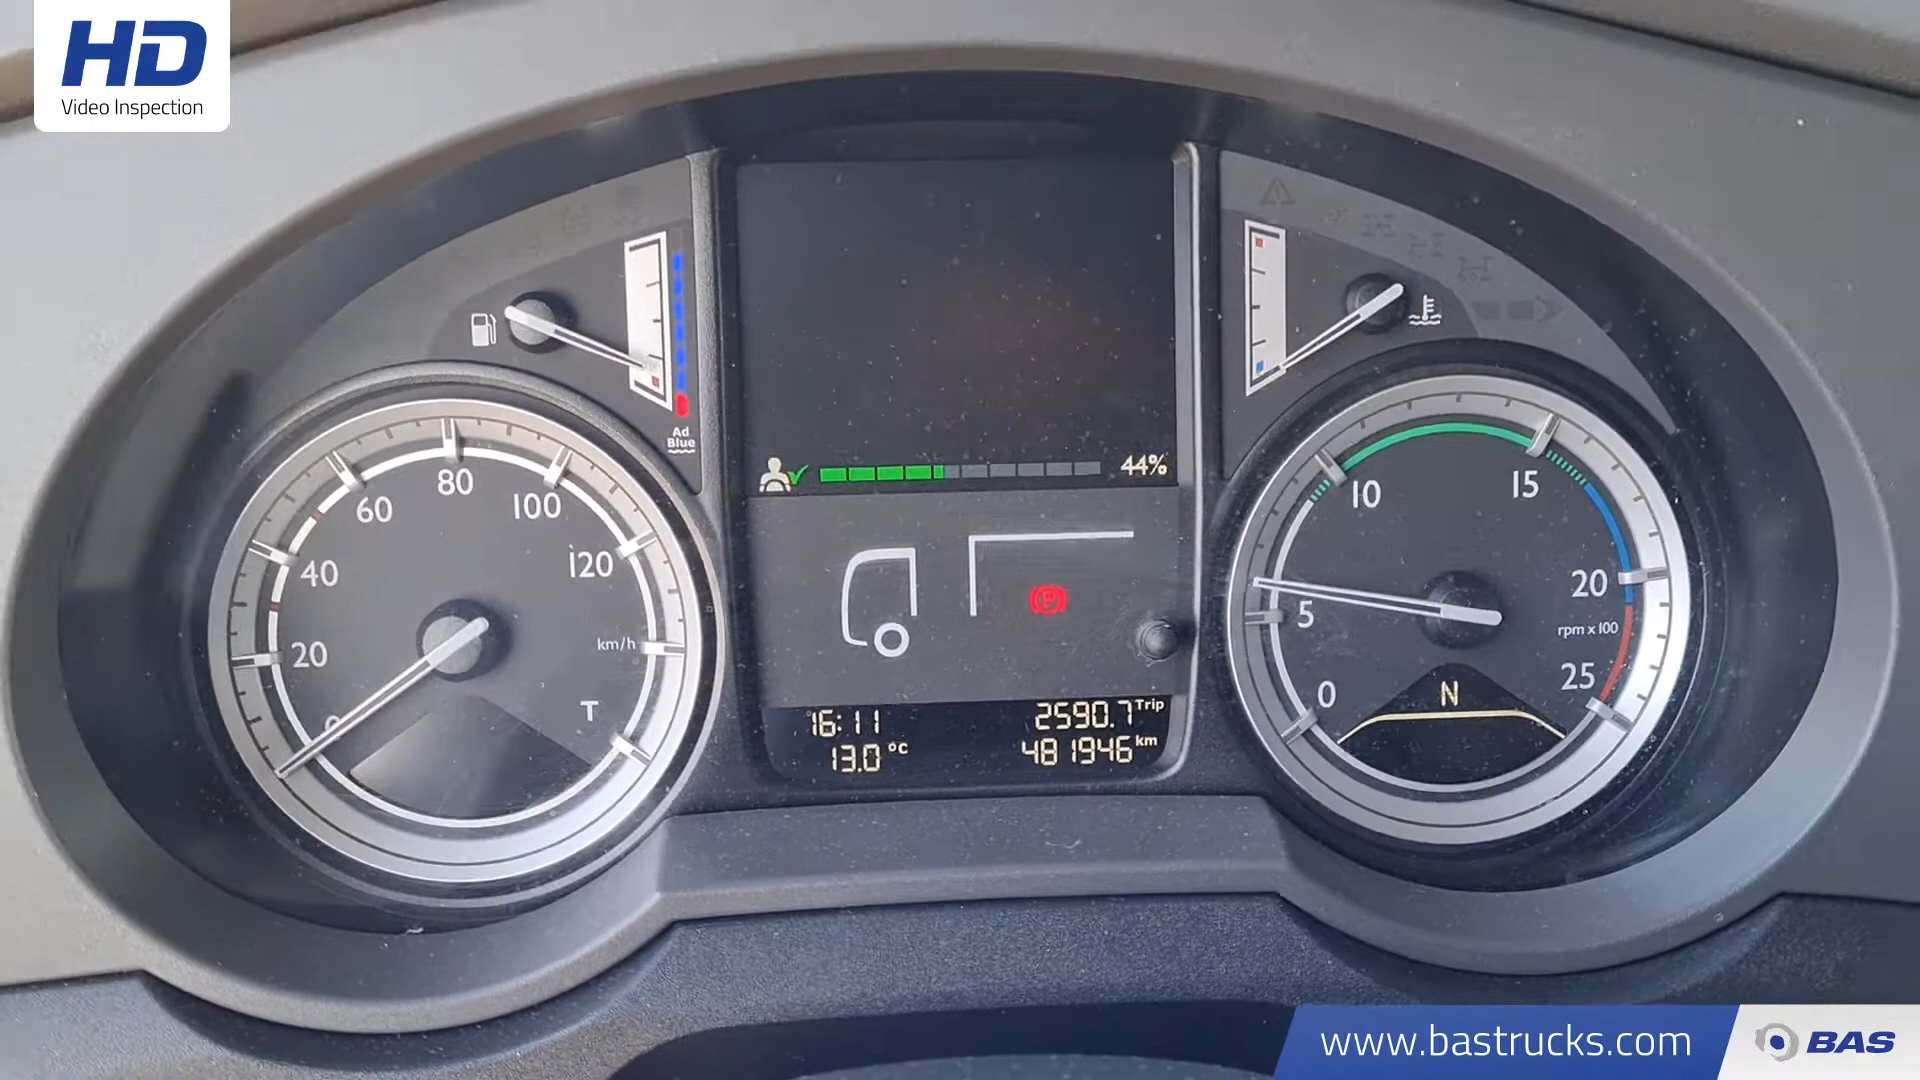 HD
Video Inspection
Ad
Blue
44%
20
40
60
80
100
120
km/h
T
P
0
5
10
15
20
25
rpm x 100
N
16:11
2590.7 Trip
13.0 °C
481946 km
www.bastrucks.com
BAS